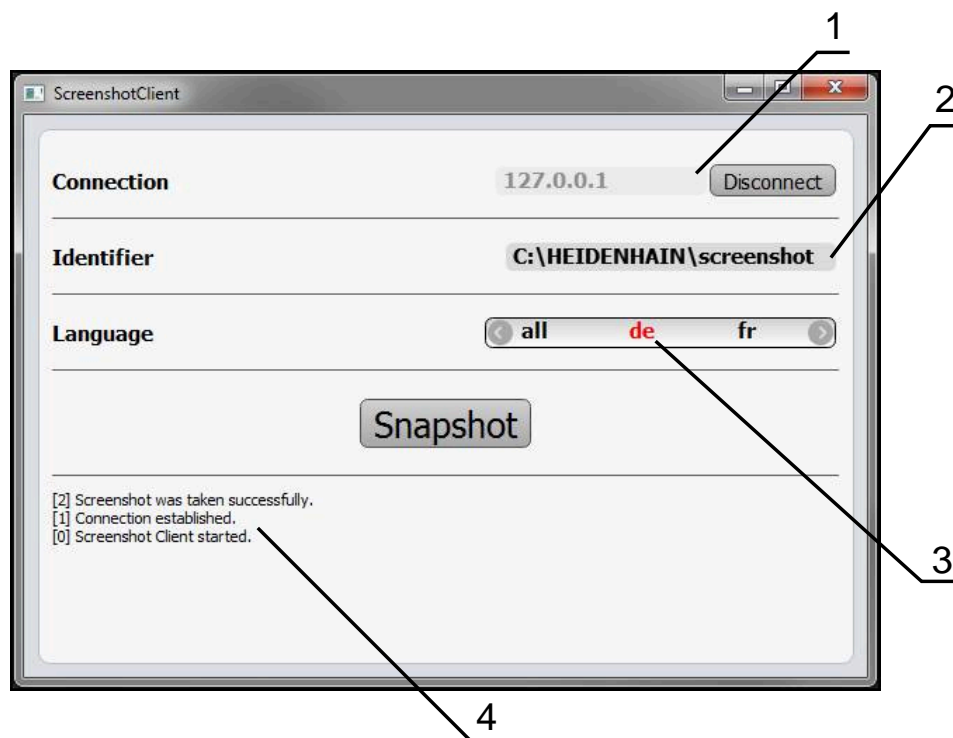 1
ScreenshotClient
2
Connection 127.0.0.1 Disconnect
Identifier C:\HEIDENHAIN\screenshot
Language all de fr
Snapshot
[2] Screenshot was taken successfully.
[1] Connection established.
[0] Screenshot Client started.
3
4